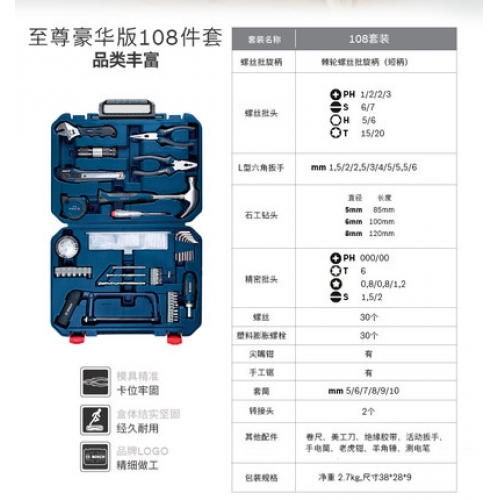 至尊豪华版108件套
品类丰富
模具精准
卡位牢固
盒体结实坚固
经久耐用
BOSCH
品牌LOGO
精细做工
套装名称 108套装
螺丝批旋柄 棘轮螺丝批旋柄（短柄）
螺丝批头
PH 1/2/2/3
S 6/7
H 5/6
T 15/20
L型六角扳手 mm 1,5/2/2,5/3/4/5/5,5/6
石工钻头
直径 长度
5mm 85mm
6mm 100mm
8mm 120mm
精密批头
PH 000/00
T 6
0,8/0,8/1,2
S 1,5/2
螺丝 30个
塑料膨胀螺栓 30个
尖嘴钳 有
手工锯 有
套筒 mm 5/6/7/8/9/10
转接头 2个
其他配件 卷尺、美工刀、绝缘胶带、活动扳手、
手电筒、老虎钳、羊角锤、测电笔
包装规格 净重 2.7kg,尺寸38*28*9